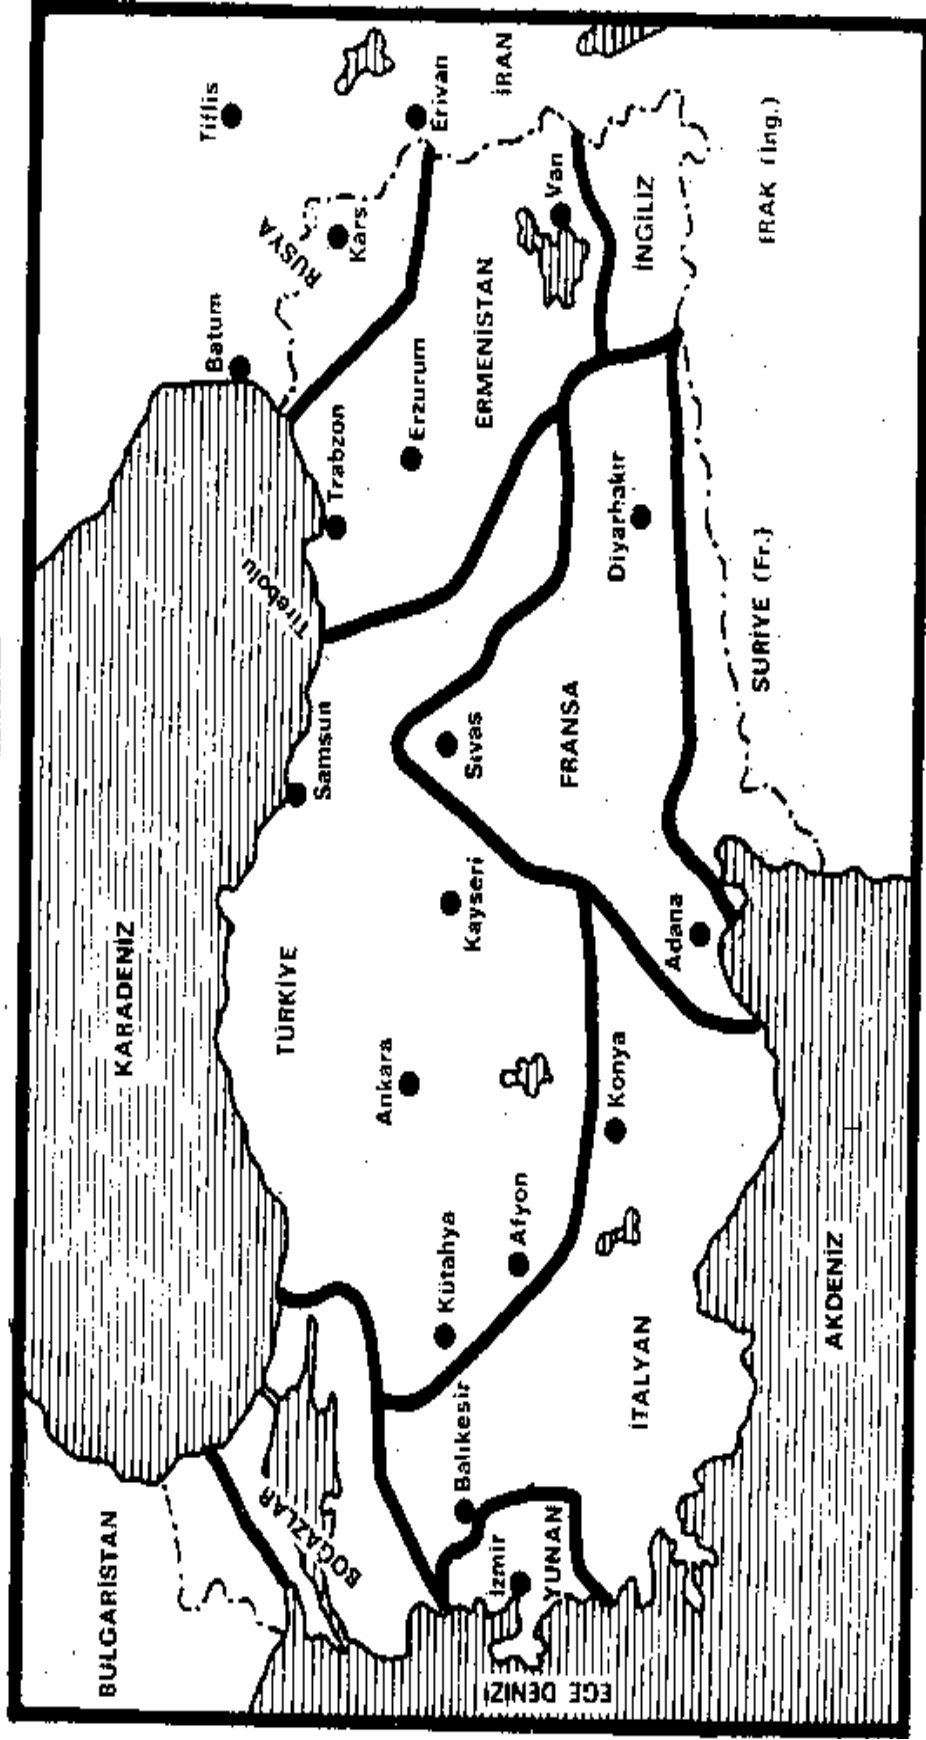 BULGARİSTAN
KARADENİZ
Batum
Tiflis
RUSYA
Kars
Erivan
İRAN
BOĞAZLAR
TÜRKİYE
Samsun
Tirebolu
Trabzon
Erzurum
ERMENİSTAN
Van
EGE DENİZİ
İzmir
YUNAN
Balıkesir
Kütahya
Afyon
Ankara
Kayseri
Sıvas
FRANSA
Diyarbakır
İNGİLİZ
İTALYAN
Konya
Adana
AKDENİZ
SURİYE (Fr.)
IRAK (İng.)